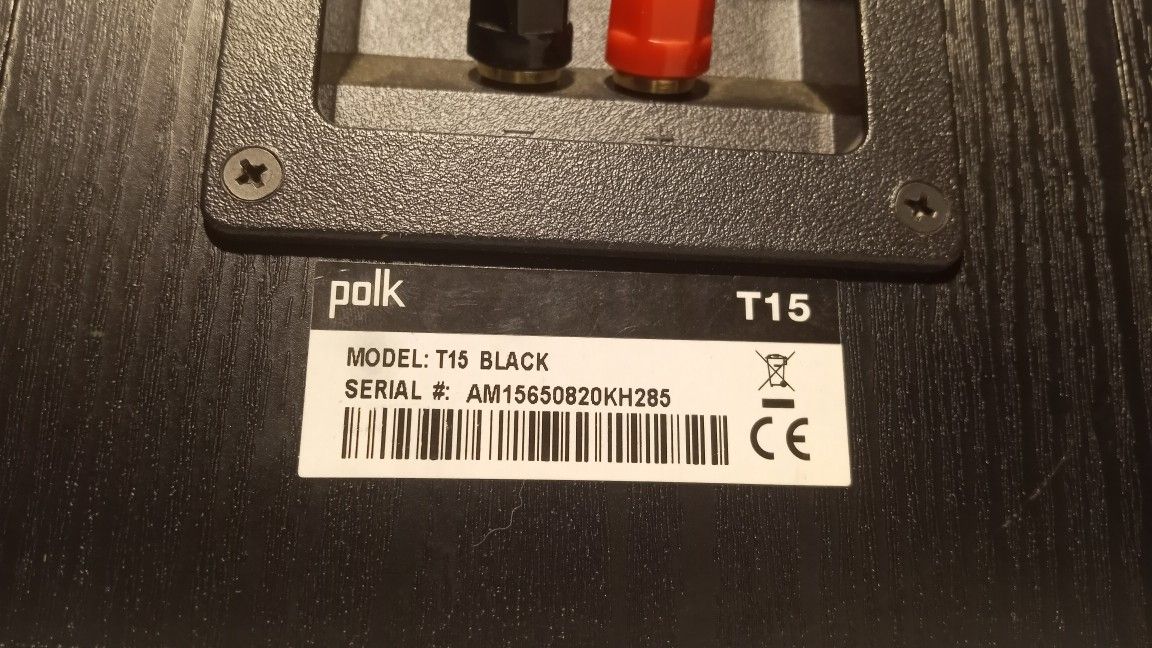 polk
T15
MODEL: T15 BLACK
SERIAL #: AM15650820KH285
CE